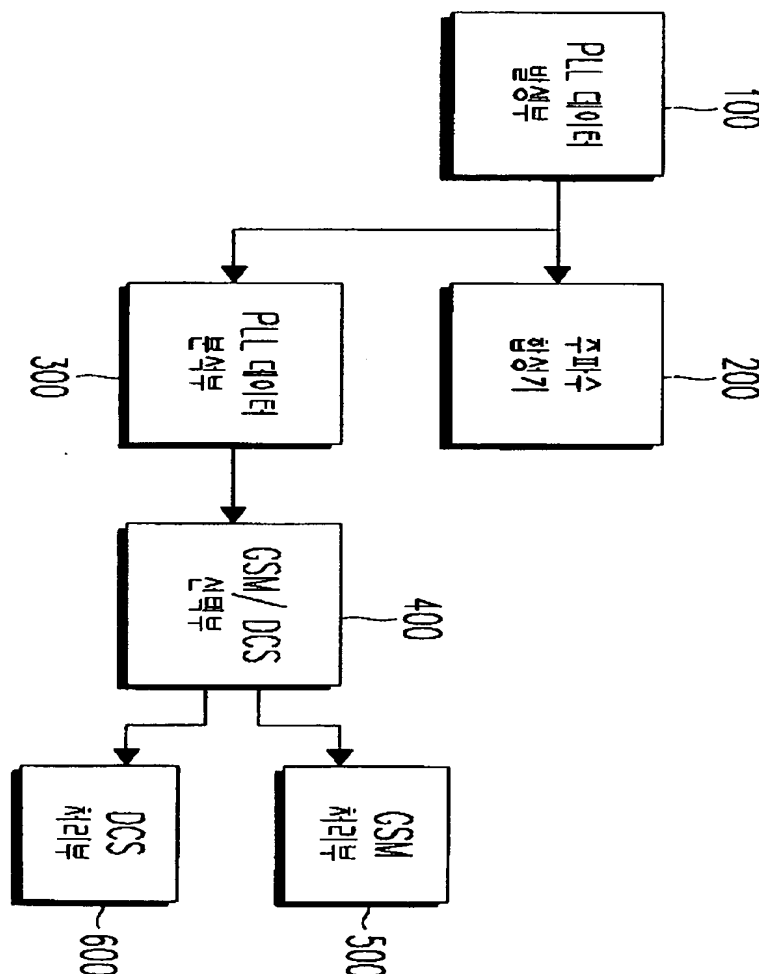 100
PLL 데이터
발생부
200
주파수
합성기
300
PLL 데이터
분석부
400
GSM / DCS
선택부
500
GSM
처리부
600
DCS
처리부